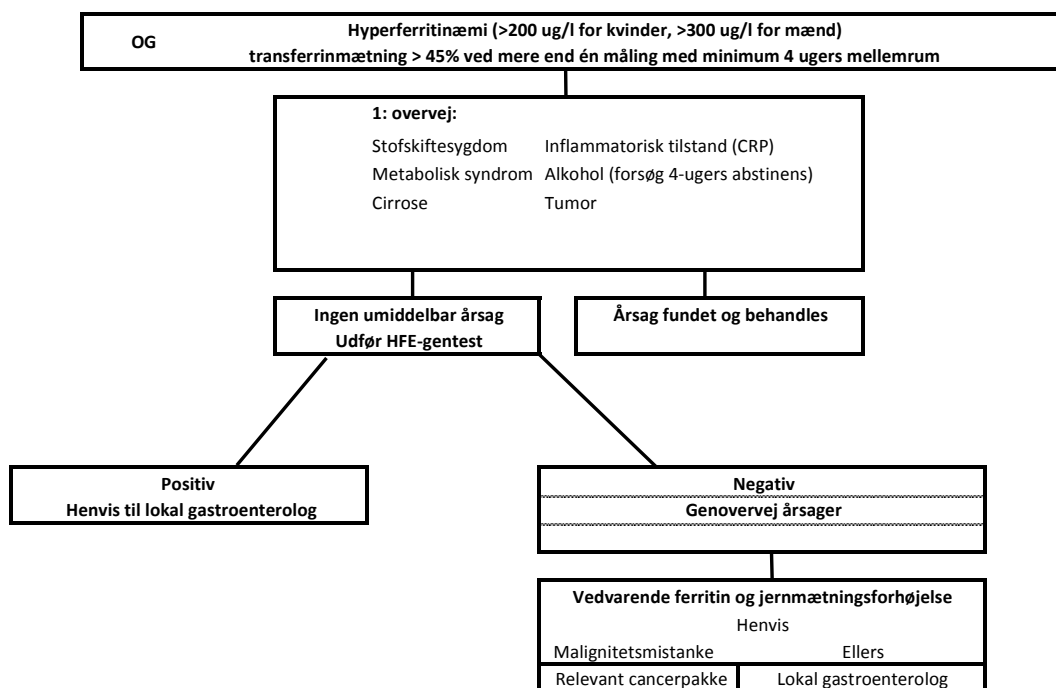 Hyperferritinæmi (>200 ug/l for kvinder, >300 ug/l for mænd)
OG
transferrinmætning > 45% ved mere end én måling med minimum 4 ugers mellemrum
1: overvej:
Stofskiftesygdom Inflammatorisk tilstand (CRP)
Metabolisk syndrom Alkohol (forsøg 4-ugers abstinens)
Cirrose Tumor
Ingen umiddelbar årsag
Udfør HFE-gentest
Årsag fundet og behandles
Positiv
Henvis til lokal gastroenterolog
Negativ
Genovervej årsager
Vedvarende ferritin og jernmætningsforhøjelse
Henvis
Malignitetsmistanke Ellers
Relevant cancerpakke Lokal gastroenterolog